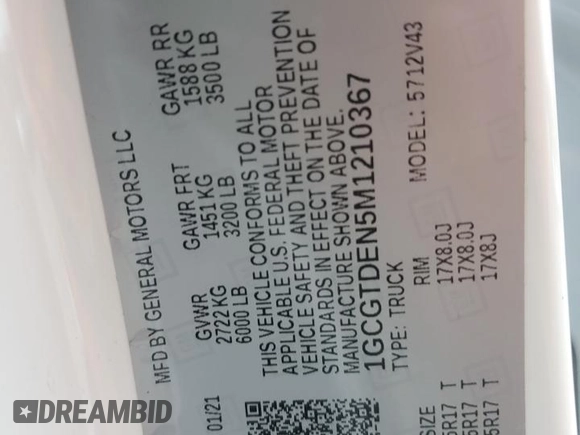 MFD BY GENERAL MOTORS LLC
01/21
GVWR
2722 KG
6000 LB
GAWR FRT
1451 KG
3200 LB
GAWR RR
1588 KG
3500 LB
THIS VEHICLE CONFORMS TO ALL
APPLICABLE U.S. FEDERAL MOTOR
VEHICLE SAFETY AND THEFT PREVENTION
STANDARDS IN EFFECT ON THE DATE OF
MANUFACTURE SHOWN ABOVE.
1GCGTDEN5M1210367
TYPE: TRUCK
MODEL: 5712V43
SIZE RIM
5R17 T 17X8.0J
5R17 T 17X8.0J
5R17 T 17X8J
DREAMBID